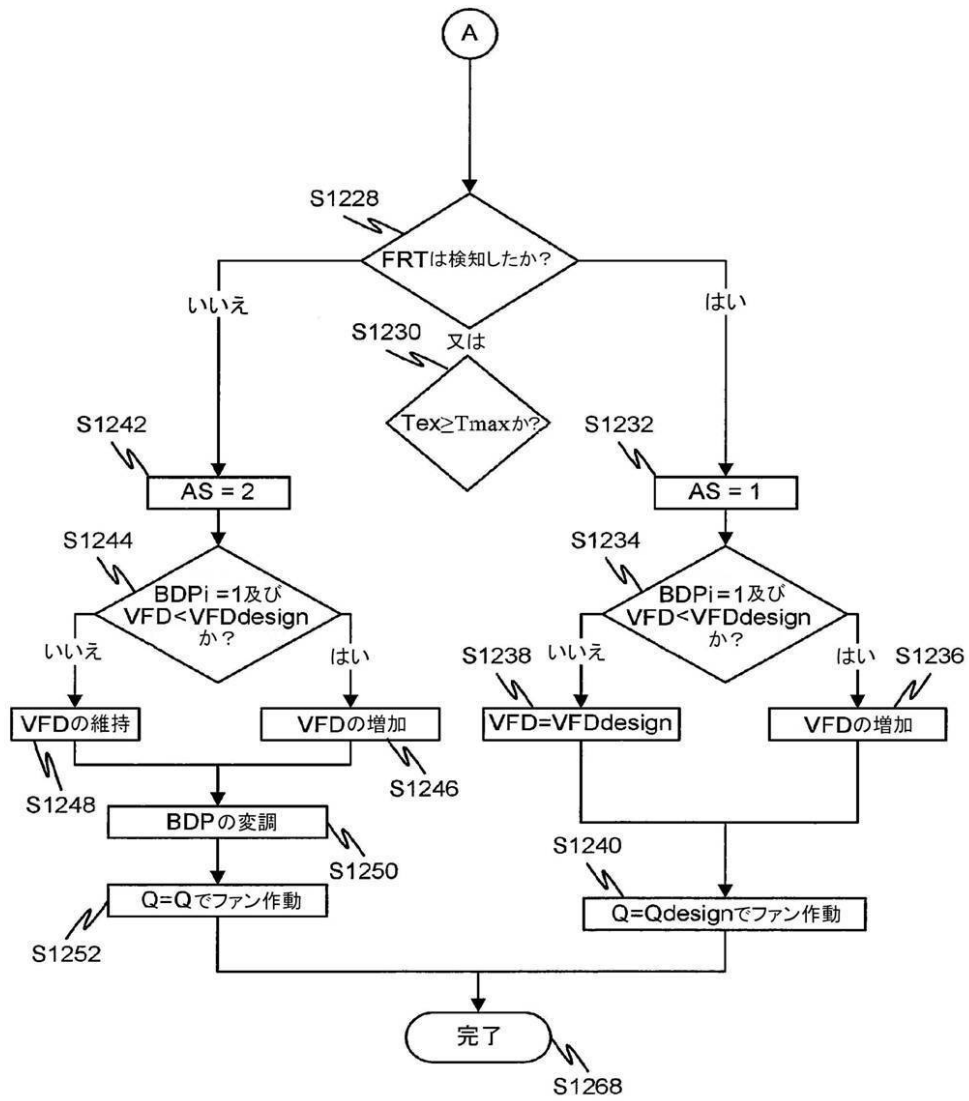 A
S1228
FRTは検知したか?
いいえ
はい
S1230
又は
Tex≥Tmaxか?
S1242
S1232
AS = 2
AS = 1
S1244
S1234
BDPi =1及び
VFD<VFDdesign
か?
BDPi =1及び
VFD<VFDdesign
か?
いいえ
はい
S1238
いいえ
はい
S1236
VFDの維持
VFDの増加
VFD=VFDdesign
VFDの増加
S1248
S1246
BDPの変調
S1250
S1240
Q=Qでファン作動
Q=Qdesignでファン作動
S1252
完了
S1268